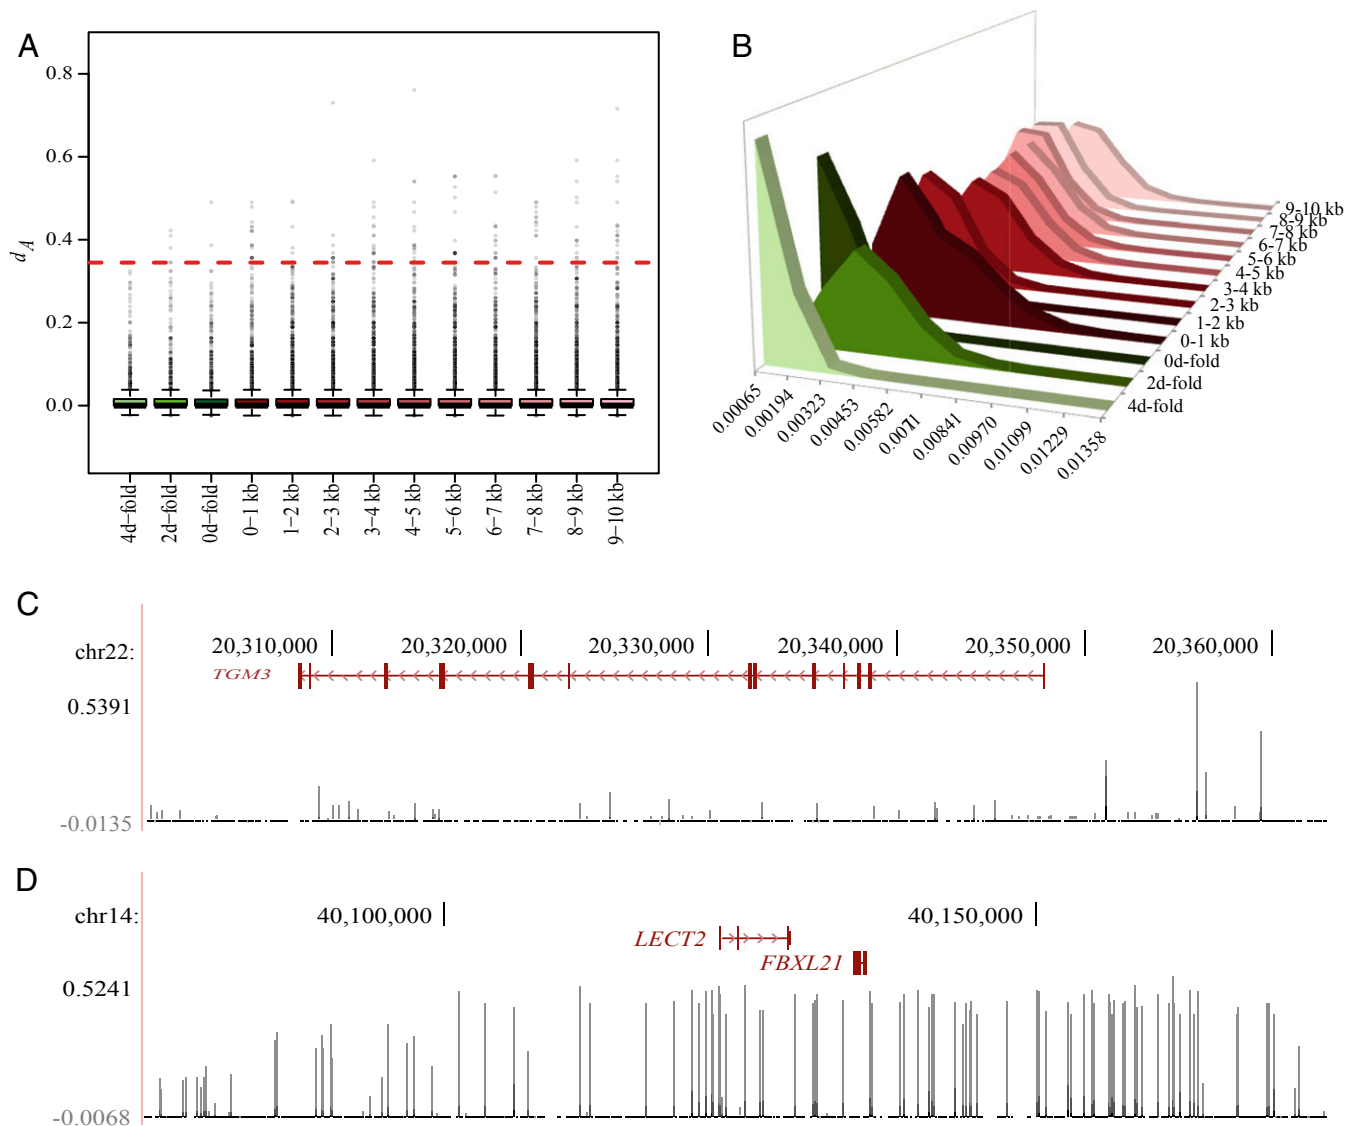 A
0.8
0.6
0.4
0.2
0.0
dA
4d−fold
2d−fold
0d−fold
0−1 kb
1−2 kb
2−3 kb
3−4 kb
4−5 kb
5−6 kb
6−7 kb
7−8 kb
8−9 kb
9−10 kb
B
9-10 kb
8-9 kb
7-8 kb
6-7 kb
5-6 kb
4-5 kb
3-4 kb
2-3 kb
1-2 kb
0-1 kb
0d-fold
2d-fold
4d-fold
0.00065
0.00194
0.00323
0.00453
0.00582
0.0071
0.00841
0.00970
0.01099
0.01229
0.01358
C
chr22:
20,310,000
20,320,000
20,330,000
20,340,000
20,350,000
20,360,000
TGM3
0.5391
-0.0135
D
chr14:
40,100,000
40,150,000
LECT2
FBXL21
0.5241
-0.0068